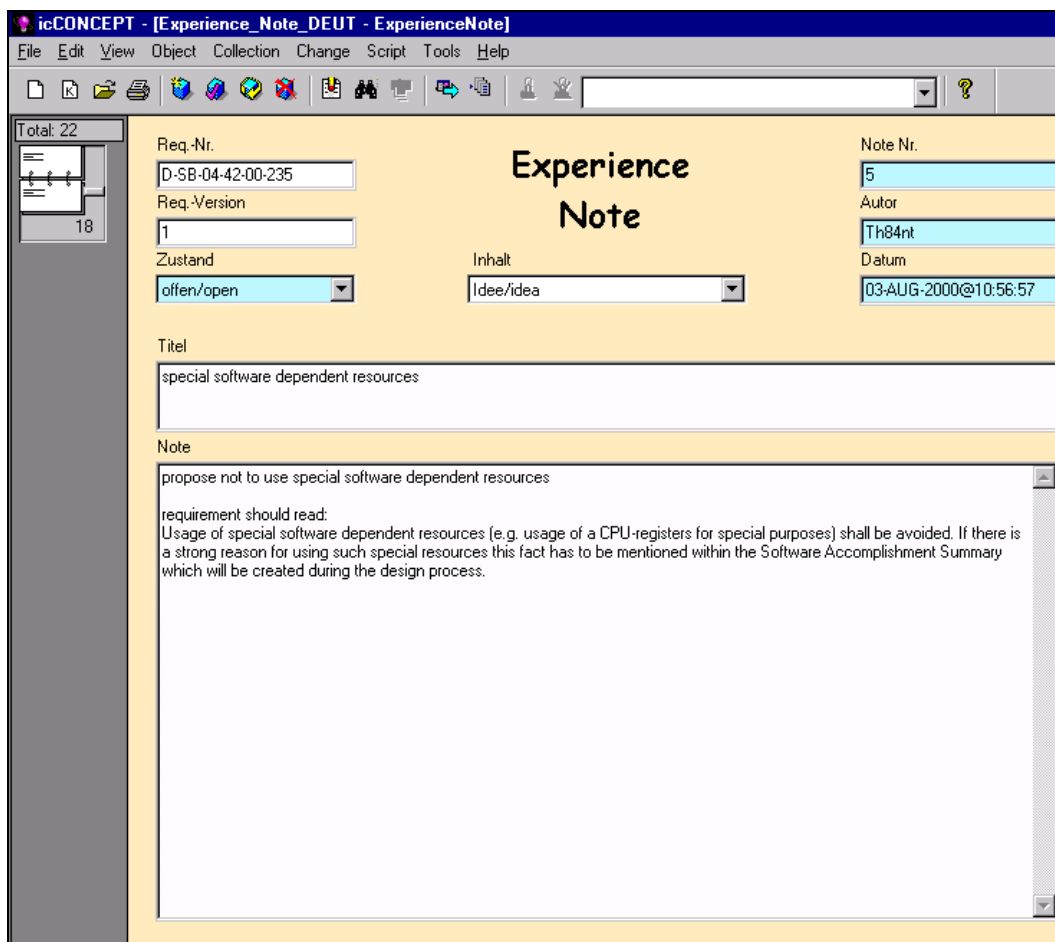 icCONCEPT - [Experience_Note_DEUT - ExperienceNote]
File Edit View Object Collection Change Script Tools Help
Total: 22
18
Req.-Nr.
D-SB-04-42-00-235
Req.-Version
1
Zustand
offen/open
Experience
Note
Inhalt
Idee/idea
Note Nr.
5
Autor
Th84nt
Datum
03-AUG-2000@10:56:57
Titel
special software dependent resources
Note
propose not to use special software dependent resources
requirement should read:
Usage of special software dependent resources (e.g. usage of a CPU-registers for special purposes) shall be avoided. If there is
a strong reason for using such special resources this fact has to be mentioned within the Software Accomplishment Summary
which will be created during the design process.